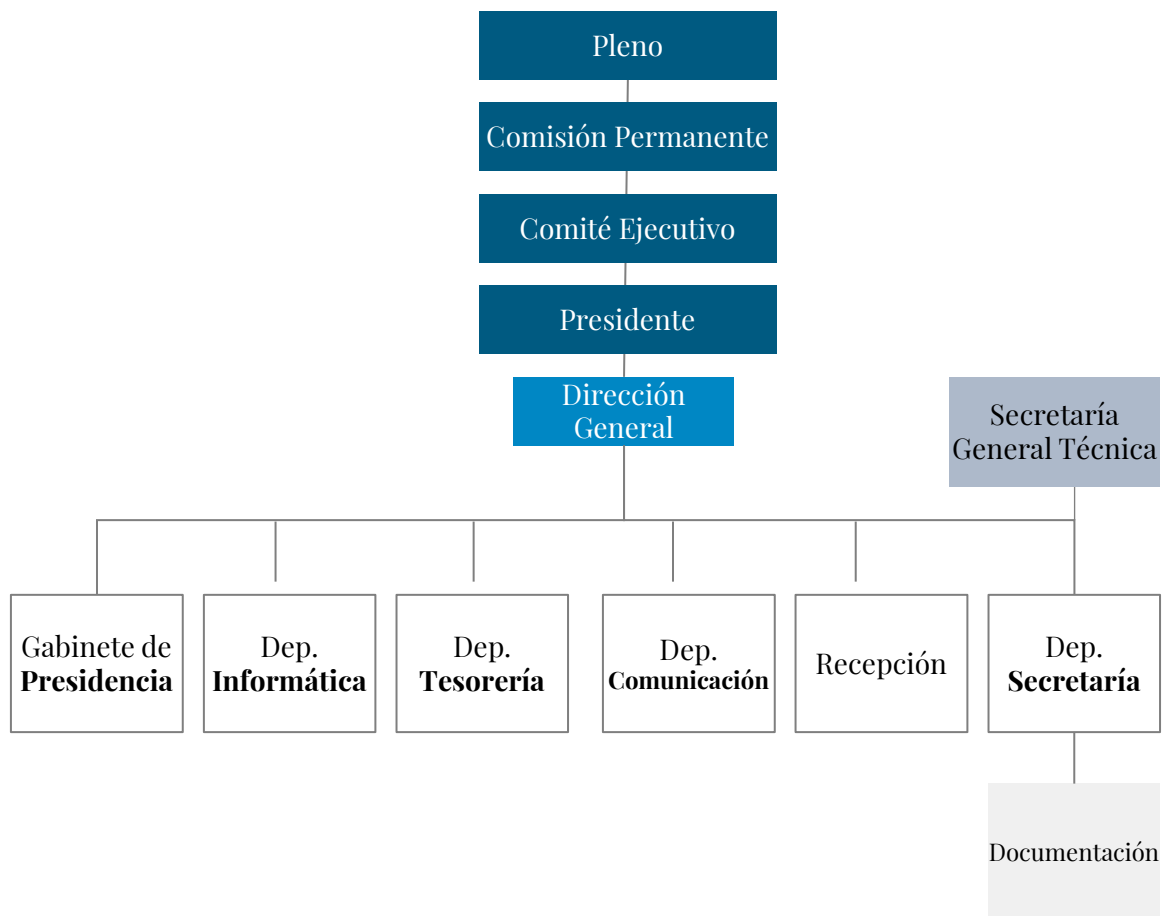 Pleno
Comisión Permanente
Comité Ejecutivo
Presidente
Dirección
General
Secretaría
General Técnica
Gabinete de
Presidencia
Dep.
Informática
Dep.
Tesorería
Dep.
Comunicación
Recepción
Dep.
Secretaría
Documentación